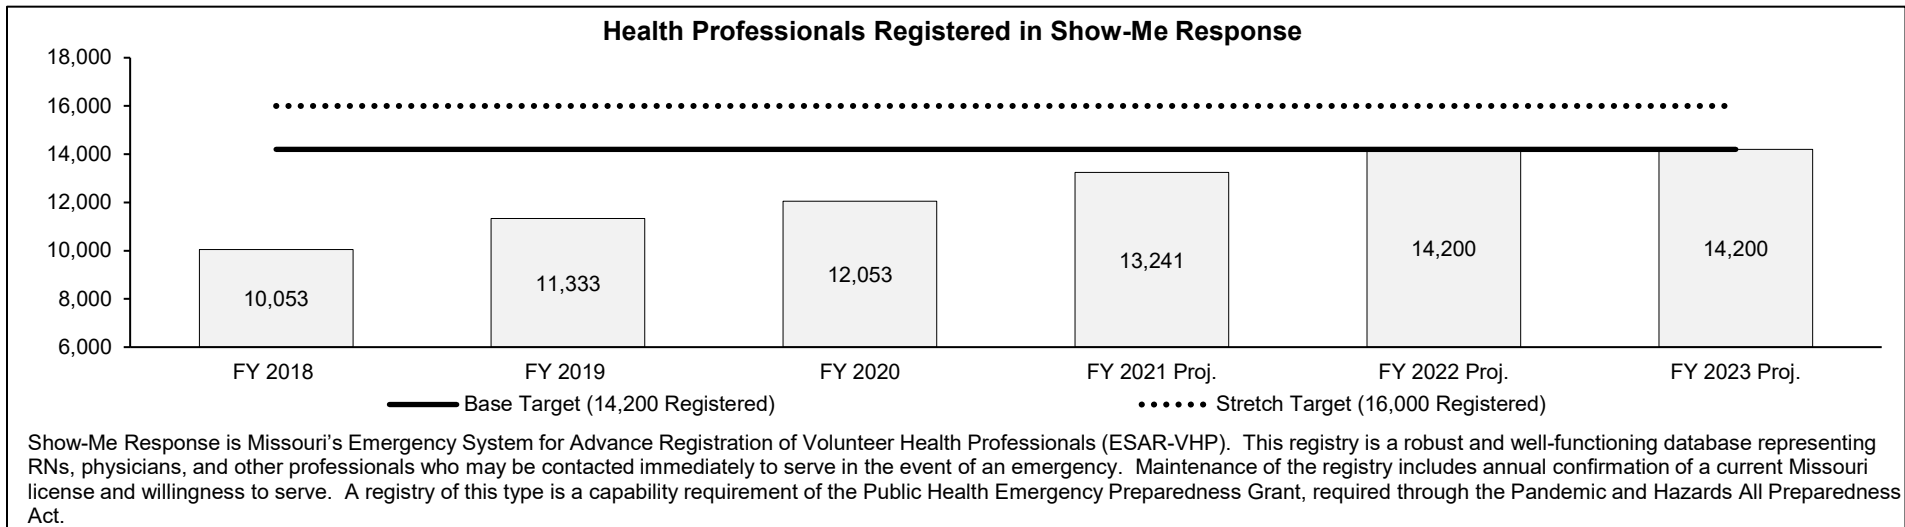 Health Professionals Registered in Show-Me Response
18,000
16,000
14,000
12,000
10,000
8,000
6,000
10,053
11,333
12,053
13,241
14,200
14,200
FY 2018
FY 2019
FY 2020
FY 2021 Proj.
FY 2022 Proj.
FY 2023 Proj.
Base Target (14,200 Registered)
Stretch Target (16,000 Registered)
Show-Me Response is Missouri’s Emergency System for Advance Registration of Volunteer Health Professionals (ESAR-VHP).  This registry is a robust and well-functioning database representing
RNs, physicians, and other professionals who may be contacted immediately to serve in the event of an emergency.  Maintenance of the registry includes annual confirmation of a current Missouri
license and willingness to serve.  A registry of this type is a capability requirement of the Public Health Emergency Preparedness Grant, required through the Pandemic and Hazards All Preparedness
Act.